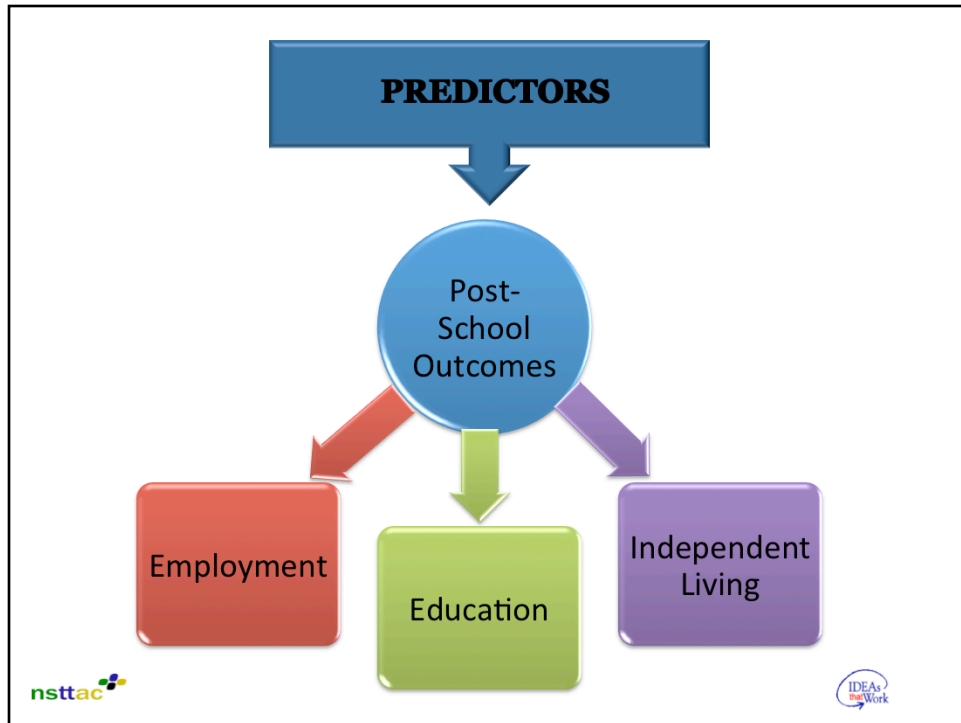 PREDICTORS
Post-
School
Outcomes
Employment
Education
Independent
Living
nsttac
IDEAs
that Work